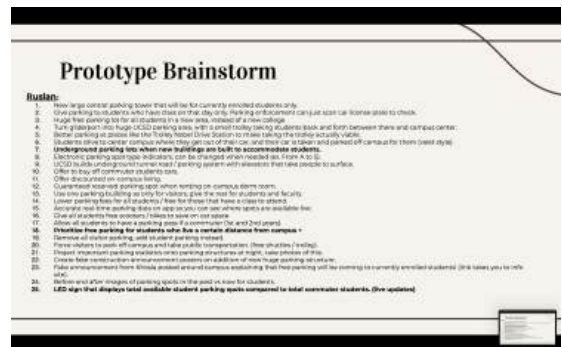 Prototype Brainstorm
Ruslan:
1. New large central parking tower that will be for currently enrolled students only.
2. Give parking to students who have class on that day only. Parking enforcement can just scan car license plate to check.
3. Huge free parking lot for all students in a new area, instead of a new college
4. Turn gliderport into huge UCSD parking area, with a small trolley taking students back and forth between there and campus center.
5. Better parking at places like the Trolley Nobel Drive Station to make taking the trolley actually viable.
6. Students drive to center campus where they get out of their car, and their car is taken and parked off campus for them (valet style)
7. Underground parking lots when new buildings are built to accommodate students.
8. Electronic parking spot type indicators, can be changed when needed
9. UCSD builds underground tunnel road / parking system with elevators that take people to surface.
10. Offer to buy off commuter students cars.
11. Offer discounted on campus living.
12. Guaranteed reserved parking spot when renting on-campus dorm room.
13. Use one parking building as only for visitors, give the rest for students and faculty.
14. Lower parking fees for all students / free for those that have a class to attend.
15. Accurate real-time parking data on app so you can see where spots are available live.
16. Give all students free scooters / bikes to save on car space
17. Allow all students to have a parking pass if a commuter (1st and 2nd years).
18. Prioritize free parking for students who live a certain distance from campus
19. Remove all visitor parking, add student parking instead.
20. Force visitors to park off campus and take public transportation. (free shuttles / trolley).
21. Project important parking statistics onto parking structures at night, take photos of this.
22. Create fake construction announcement posters on addition of new huge parking structure.
23. Fake announcement from Khosla posted around campus explaining that free parking will be coming to currently enrolled students! (link takes you to info site).
24. Before and after images of parking spots in the past vs now for students.
25. LED sign that displays total available student parking spots compared to total commuter students. (live updates)